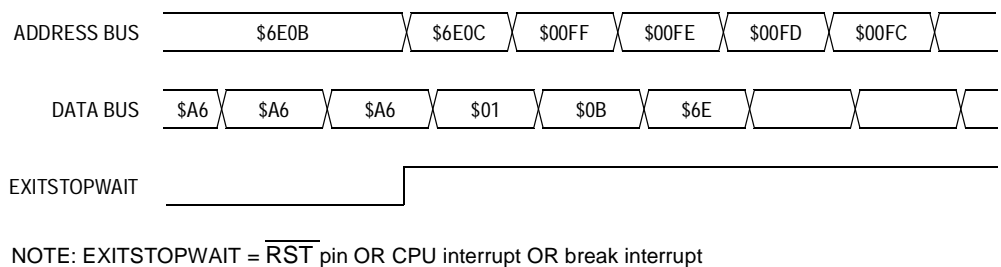 ADDRESS BUS $6E0B $6E0C $00FF $00FE $00FD $00FC
DATA BUS $A6 $A6 $A6 $01 $0B $6E
EXITSTOPWAIT
NOTE: EXITSTOPWAIT = RST pin OR CPU interrupt OR break interrupt